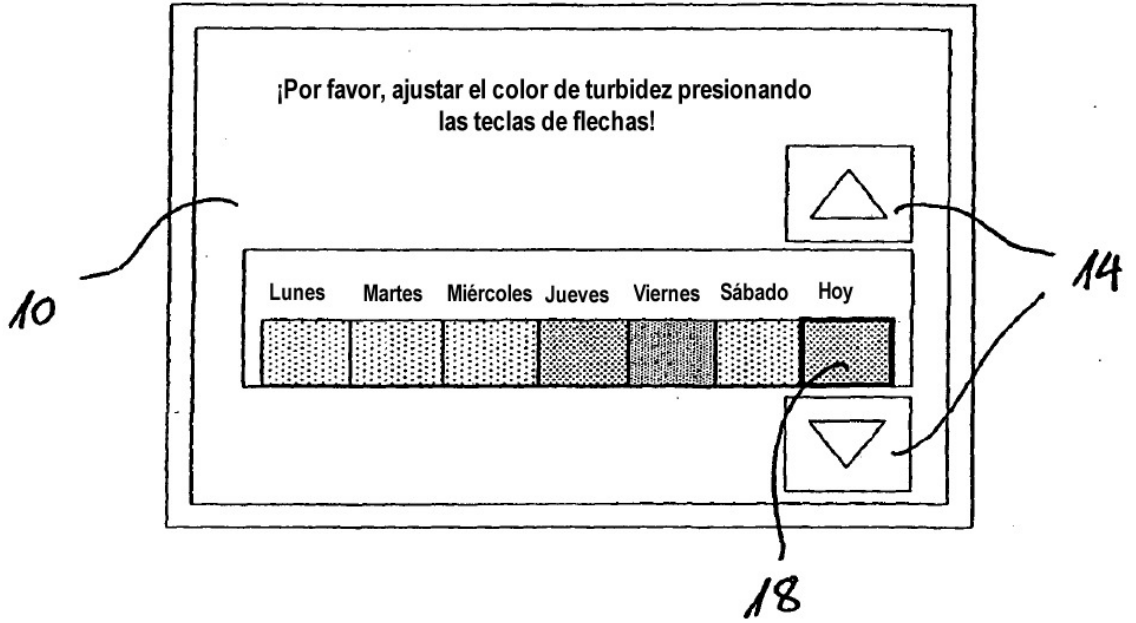 ¡Por favor, ajustar el color de turbidez presionando
las teclas de flechas!
14
10
Lunes Martes Miércoles Jueves Viernes Sábado Hoy
18